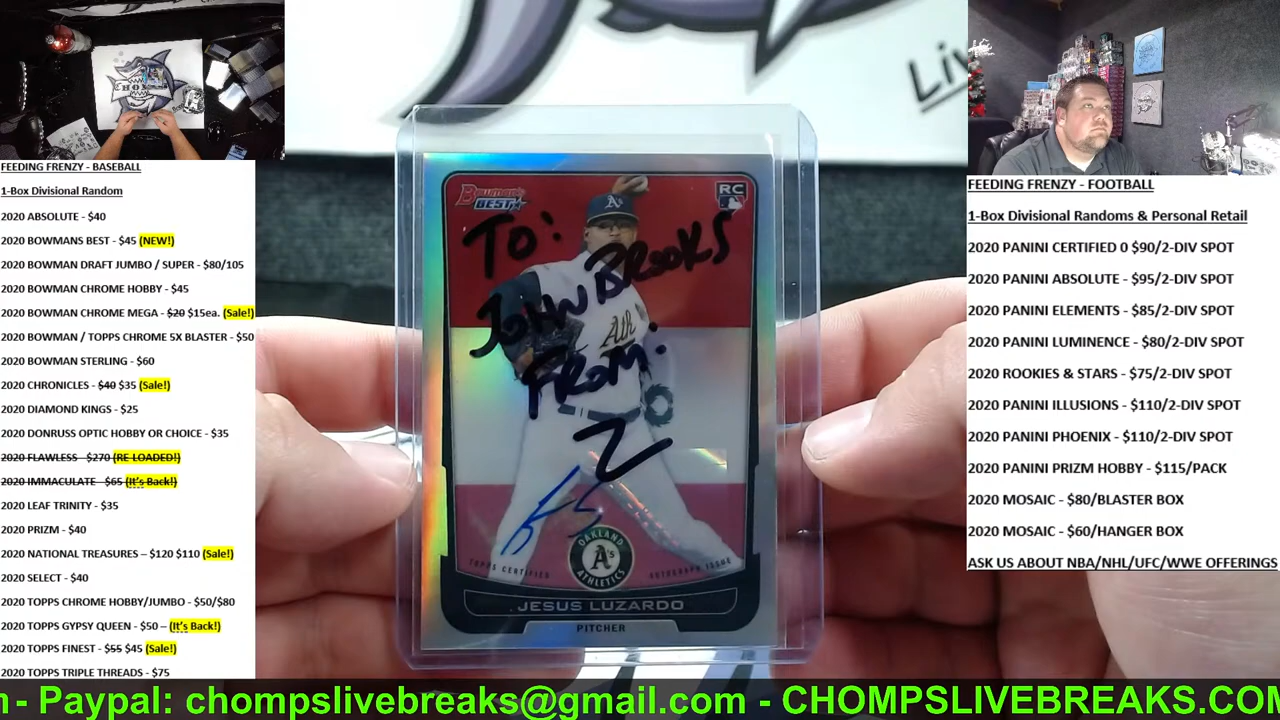 FEEDING FRENZY - BASEBALL
1-Box Divisional Random
2020 ABSOLUTE - $40
2020 BOWMANS BEST - $45 (NEW!)
2020 BOWMAN DRAFT JUMBO / SUPER - $80/105
2020 BOWMAN CHROME HOBBY - $45
2020 BOWMAN CHROME MEGA - $20 $15ea. (Sale!)
2020 BOWMAN / TOPPS CHROME 5X BLASTER - $50
2020 BOWMAN STERLING - $60
2020 CHRONICLES - $40 $35 (Sale!)
2020 DIAMOND KINGS - $25
2020 DONRUSS OPTIC HOBBY OR CHOICE - $35
2020 FLAWLESS - $270 (RE-LOADED!)
2020 IMMACULATE - $65 (It's Back!)
2020 LEAF TRINITY - $35
2020 PRIZM - $40
2020 NATIONAL TREASURES – $120 $110 (Sale!)
2020 SELECT - $40
2020 TOPPS CHROME HOBBY/JUMBO - $50/$80
2020 TOPPS GYPSY QUEEN - $50 – (It's Back!)
2020 TOPPS FINEST - $55 $45 (Sale!)
2020 TOPPS TRIPLE THREADS - $75
Liv
Bowman's
BEST
RC
A's
TO:
JOHN BROOKS
Ath
FROM:
OAKLAND
A's
ATHLETICS
TOPPS CERTIFIED AUTOGRAPH ISSUE
JESUS LUZARDO
PITCHER
FEEDING FRENZY - FOOTBALL
1-Box Divisional Randoms & Personal Retail
2020 PANINI CERTIFIED 0 $90/2-DIV SPOT
2020 PANINI ABSOLUTE - $95/2-DIV SPOT
2020 PANINI ELEMENTS - $85/2-DIV SPOT
2020 PANINI LUMINENCE - $80/2-DIV SPOT
2020 ROOKIES & STARS - $75/2-DIV SPOT
2020 PANINI ILLUSIONS - $110/2-DIV SPOT
2020 PANINI PHOENIX - $110/2-DIV SPOT
2020 PANINI PRIZM HOBBY - $115/PACK
2020 MOSAIC - $80/BLASTER BOX
2020 MOSAIC - $60/HANGER BOX
ASK US ABOUT NBA/NHL/UFC/WWE OFFERINGS
m - Paypal: chompslivebreaks@gmail.com - CHOMPSLIVEBREAKS.COM